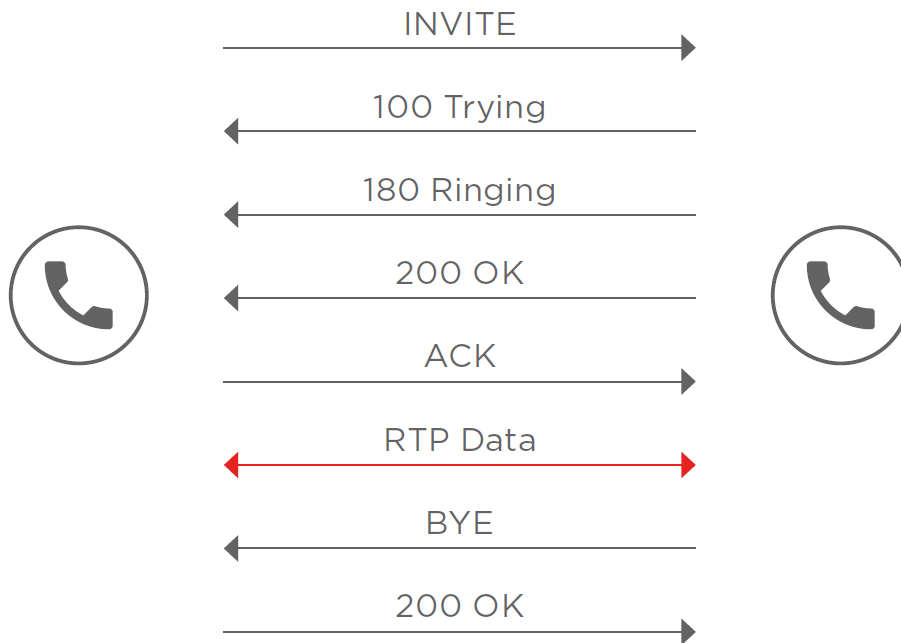 INVITE
100 Trying
180 Ringing
200 OK
ACK
RTP Data
BYE
200 OK